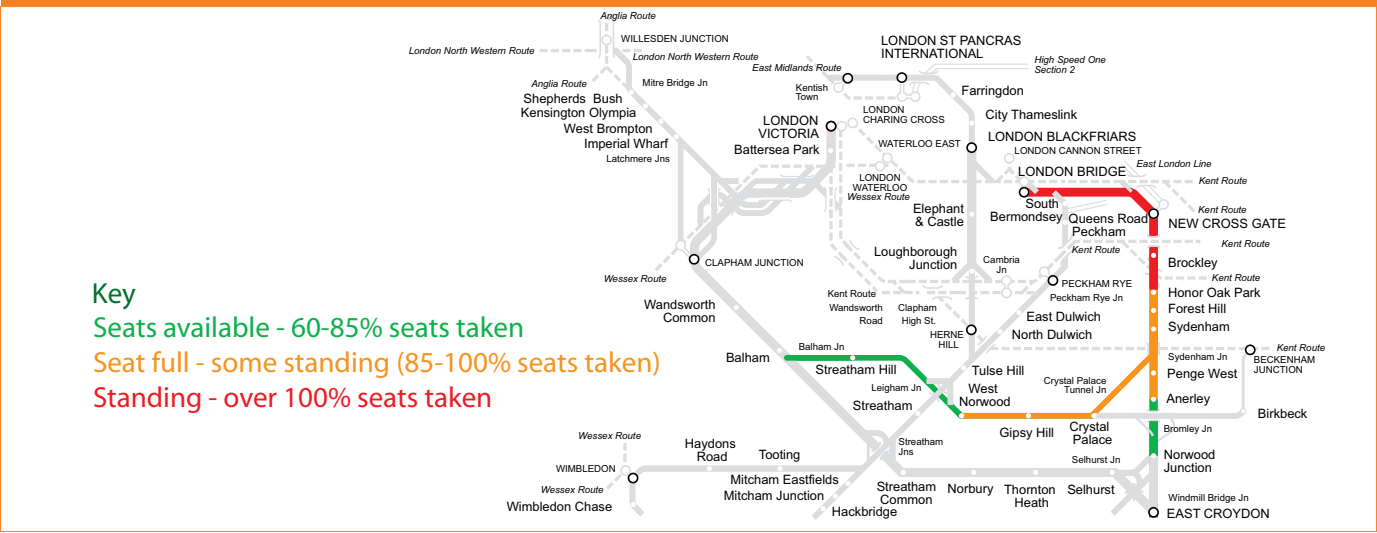 Anglia Route
WILLESDEN JUNCTION
London North Western Route
London North Western Route
Anglia Route
Mitre Bridge Jn
Shepherds Bush
Kensington Olympia
West Brompton
Imperial Wharf
Latchmere Jns
LONDON ST PANCRAS
INTERNATIONAL
High Speed One
Section 2
East Midlands Route
Kentish
Town
Farringdon
City Thameslink
LONDON
CHARING CROSS
LONDON
VICTORIA
Battersea Park
WATERLOO EAST
LONDON BLACKFRIARS
LONDON CANNON STREET
East London Line
LONDON BRIDGE
Kent Route
LONDON
WATERLOO
Wessex Route
South
Bermondsey
Elephant
& Castle
Queens Road
Peckham
Kent Route
NEW CROSS GATE
Kent Route
Kent Route
Loughborough
Junction
Cambria
Jn
Brockley
Kent Route
CLAPHAM JUNCTION
Wessex Route
PECKHAM RYE
Peckham Rye Jn
Honor Oak Park
Forest Hill
Sydenham
Kent Route
Wandsworth
Road
Clapham
High St.
Wandsworth
Common
East Dulwich
North Dulwich
HERNE
HILL
Key
Seats available - 60-85% seats taken
Seat full - some standing (85-100% seats taken)
Standing - over 100% seats taken
Balham Jn
Balham
Streatham Hill
Leigham Jn
Streatham
Tulse Hill
West
Norwood
Crystal Palace
Tunnel Jn
Sydenham Jn
Penge West
Anerley
Kent Route
BECKENHAM
JUNCTION
Birkbeck
Gipsy Hill
Crystal
Palace
Bromley Jn
Wessex Route
Haydons
Road
Tooting
Streatham
Jns
Selhurst Jn
Norwood
Junction
WIMBLEDON
Wessex Route
Wimbledon Chase
Mitcham Eastfields
Mitcham Junction
Hackbridge
Streatham
Common
Norbury
Thornton
Heath
Selhurst
Windmill Bridge Jn
EAST CROYDON